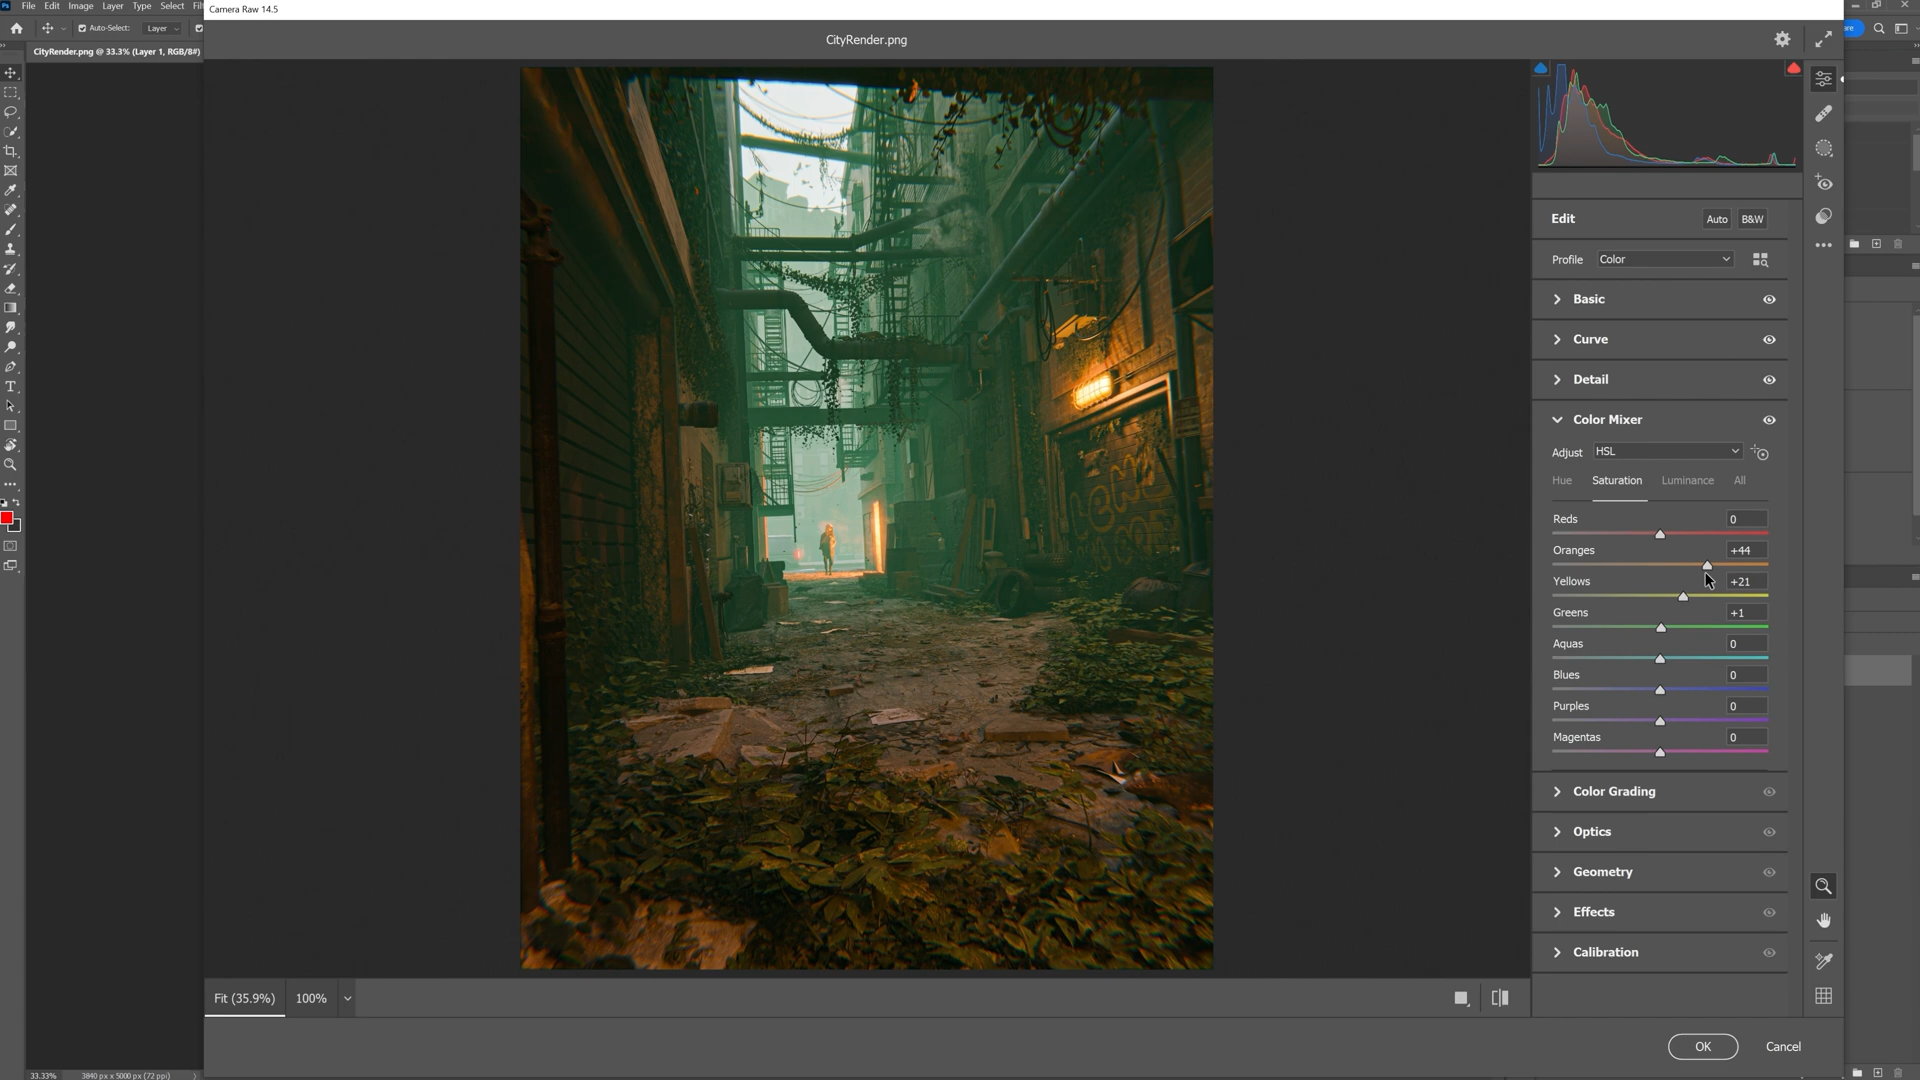 Camera Raw 14.5
File Edit Image Layer Type Select
Auto-Select: Layer
CityRender.png @ 33.3% (Layer 1, RGB/8#)
CityRender.png
Edit Auto B&W
Profile Color
Basic
Curve
Detail
Color Mixer
Adjust HSL
Hue Saturation Luminance All
Reds 0
Oranges +44
Yellows +21
Greens +1
Aquas 0
Blues 0
Purples 0
Magentas 0
Color Grading
Optics
Geometry
Effects
Calibration
Fit (35.9%) 100%
OK Cancel
33.33% 3840 px x 5000 px (72 ppi)